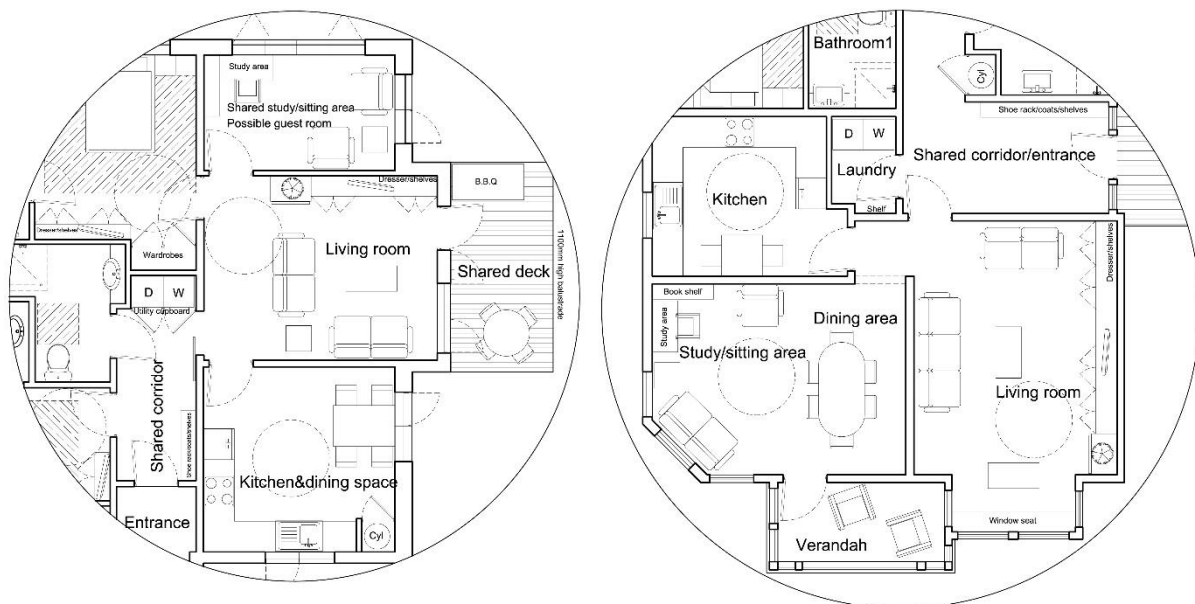 Study area
Shared study/sitting area
Possible guest room
Dresser/shelves
B.B.Q
Living room
Shared deck
1100mm high balustrade
Dresser/shelves
Wardrobes
D W
Utility cupboard
Shared corridor
Shoe rack/coats/shelves
Kitchen&dining space
Entrance
Cyl
Bathroom1
Cyl
Shoe rack/coats/shelves
D W
Shared corridor/entrance
Laundry
Kitchen
Shelf
Dresser/shelves
Book shelf
Study area
Dining area
Study/sitting area
Living room
Window seat
Verandah